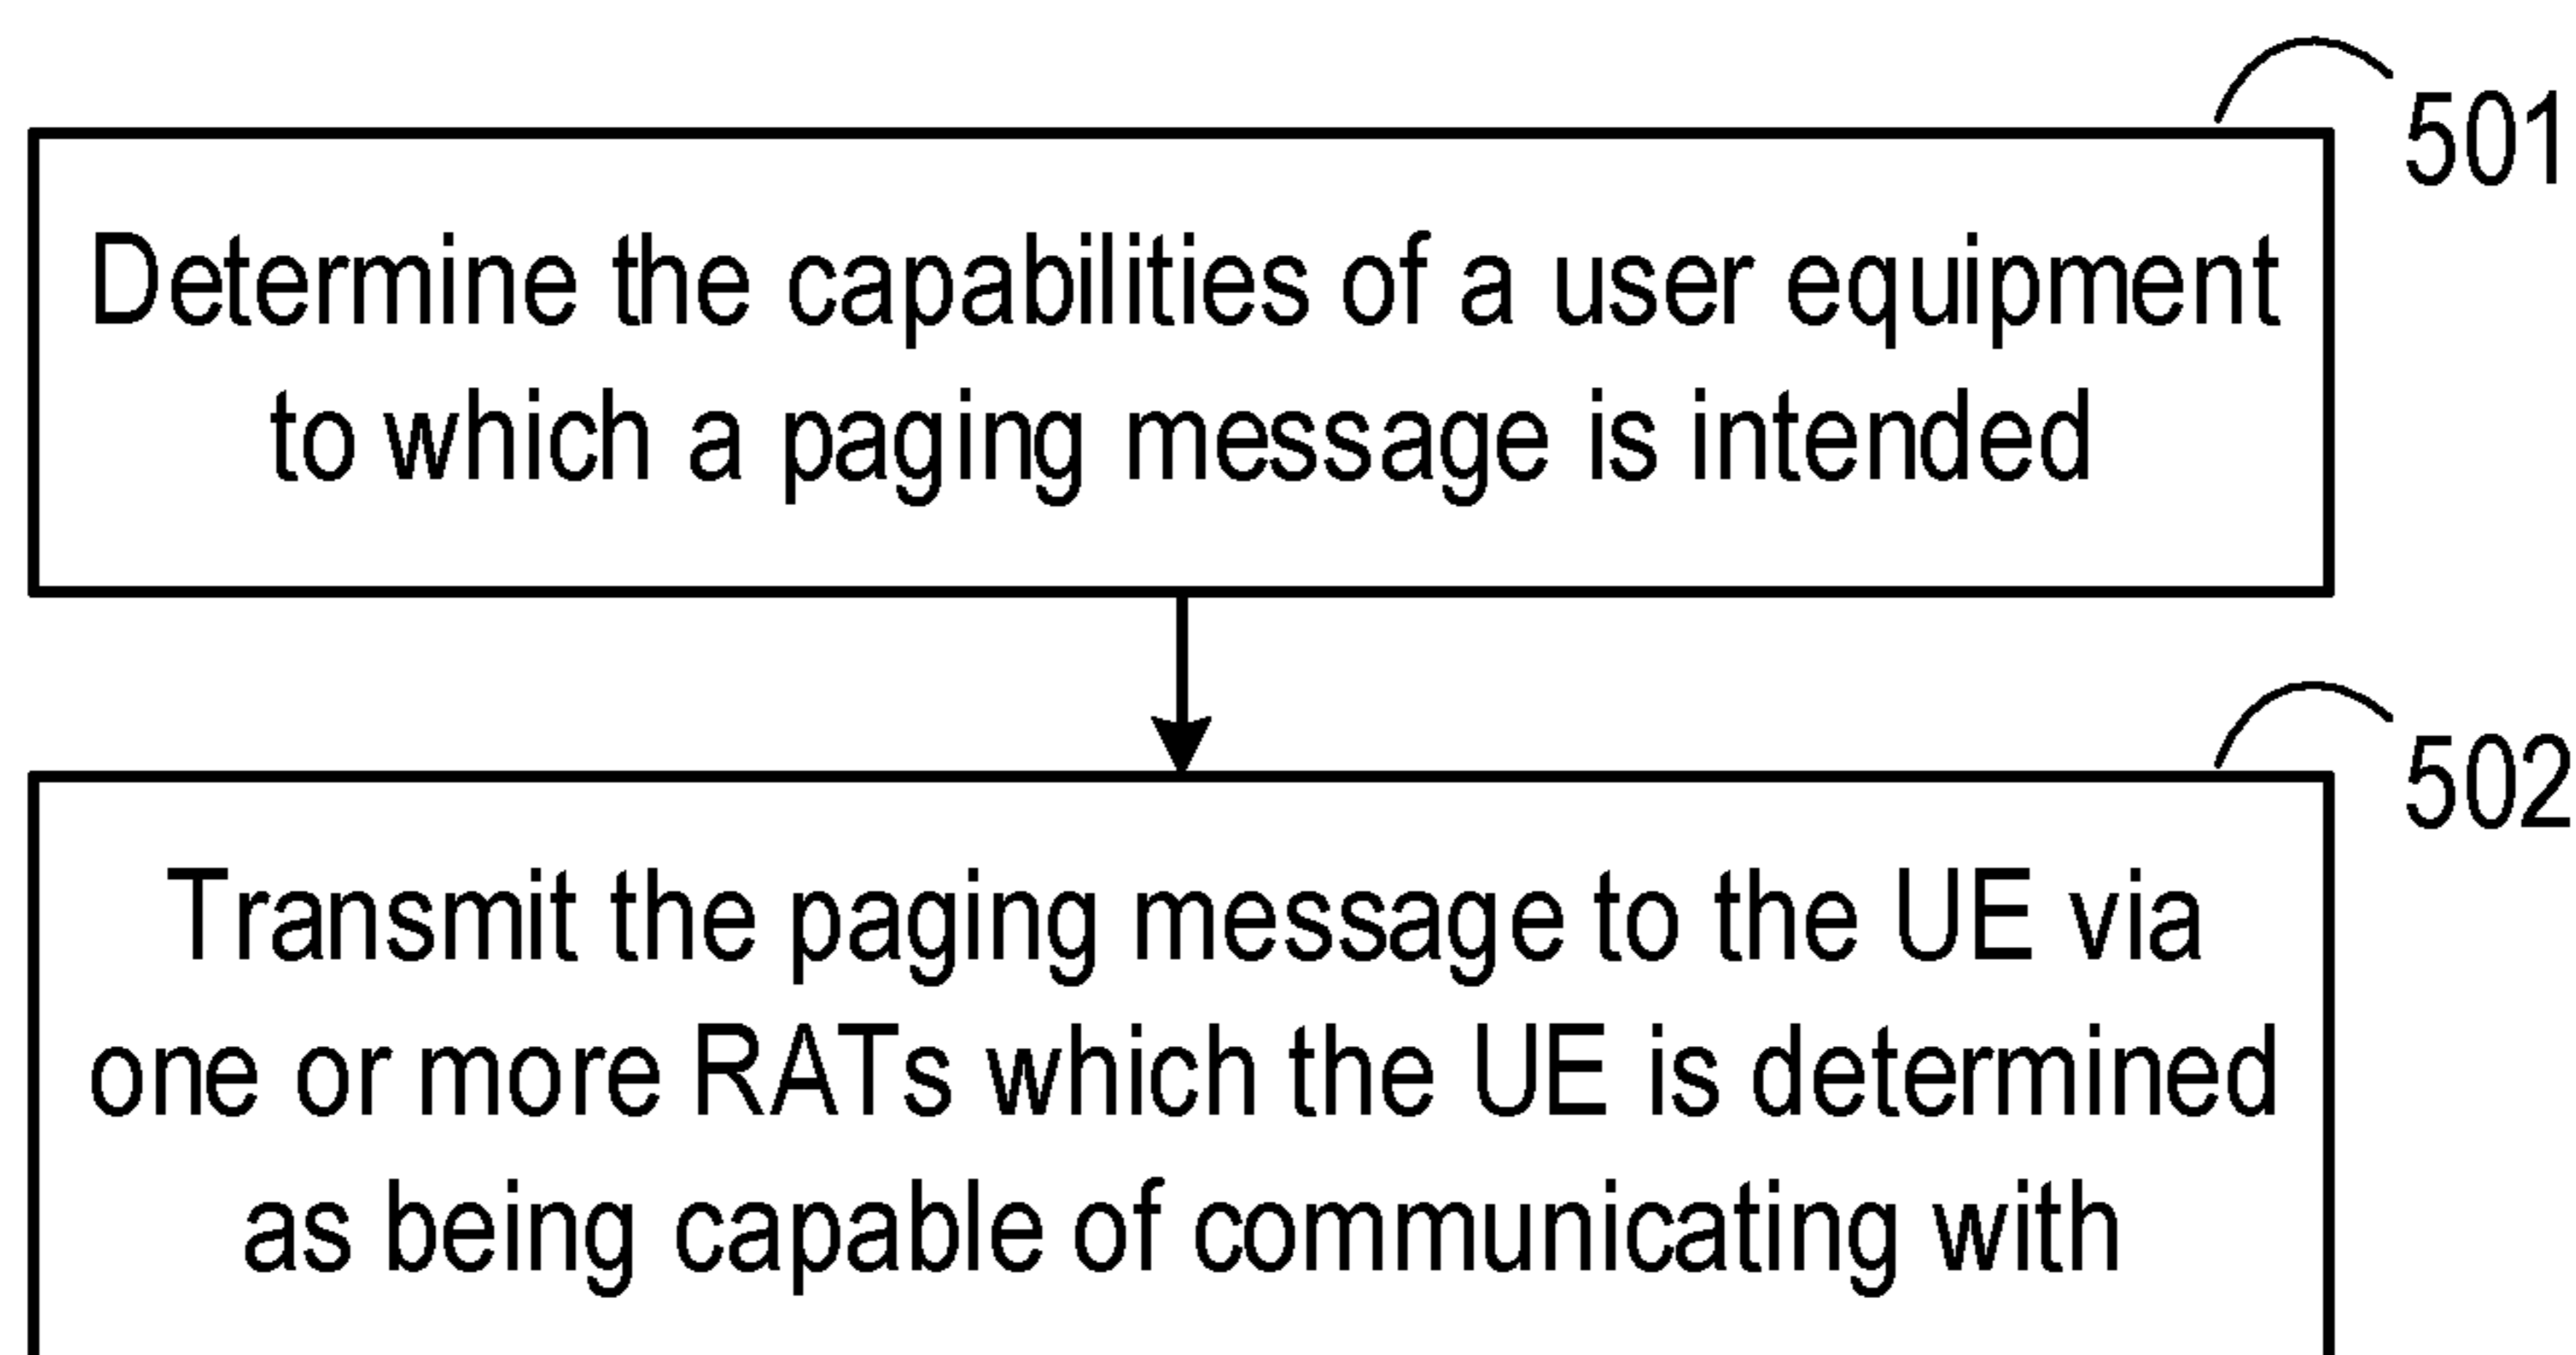 501
Determine the capabilities of a user equipment
to which a paging message is intended
502
Transmit the paging message to the UE via
one or more RATs which the UE is determined
as being capable of communicating with